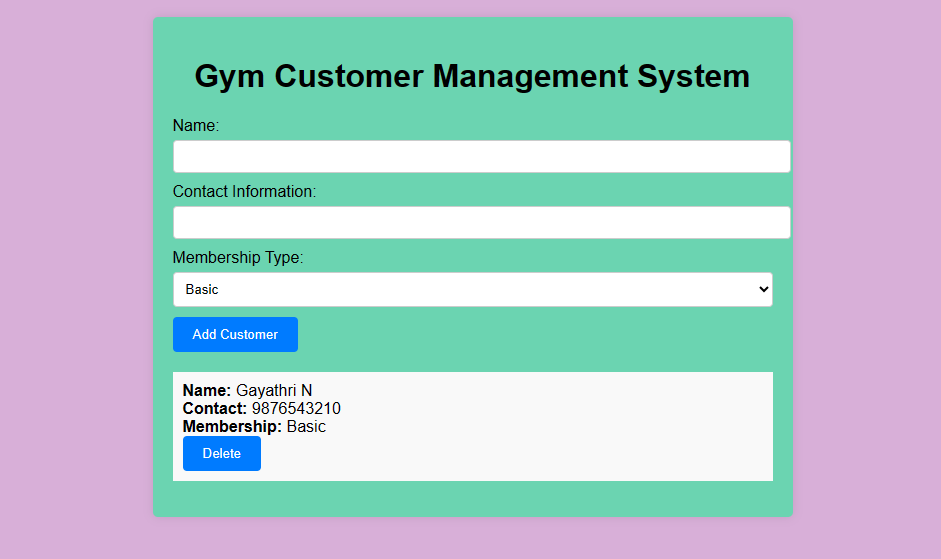 Gym Customer Management System
Name:
Contact Information:
Membership Type:
Basic
Add Customer
Name: Gayathri N
Contact: 9876543210
Membership: Basic
Delete